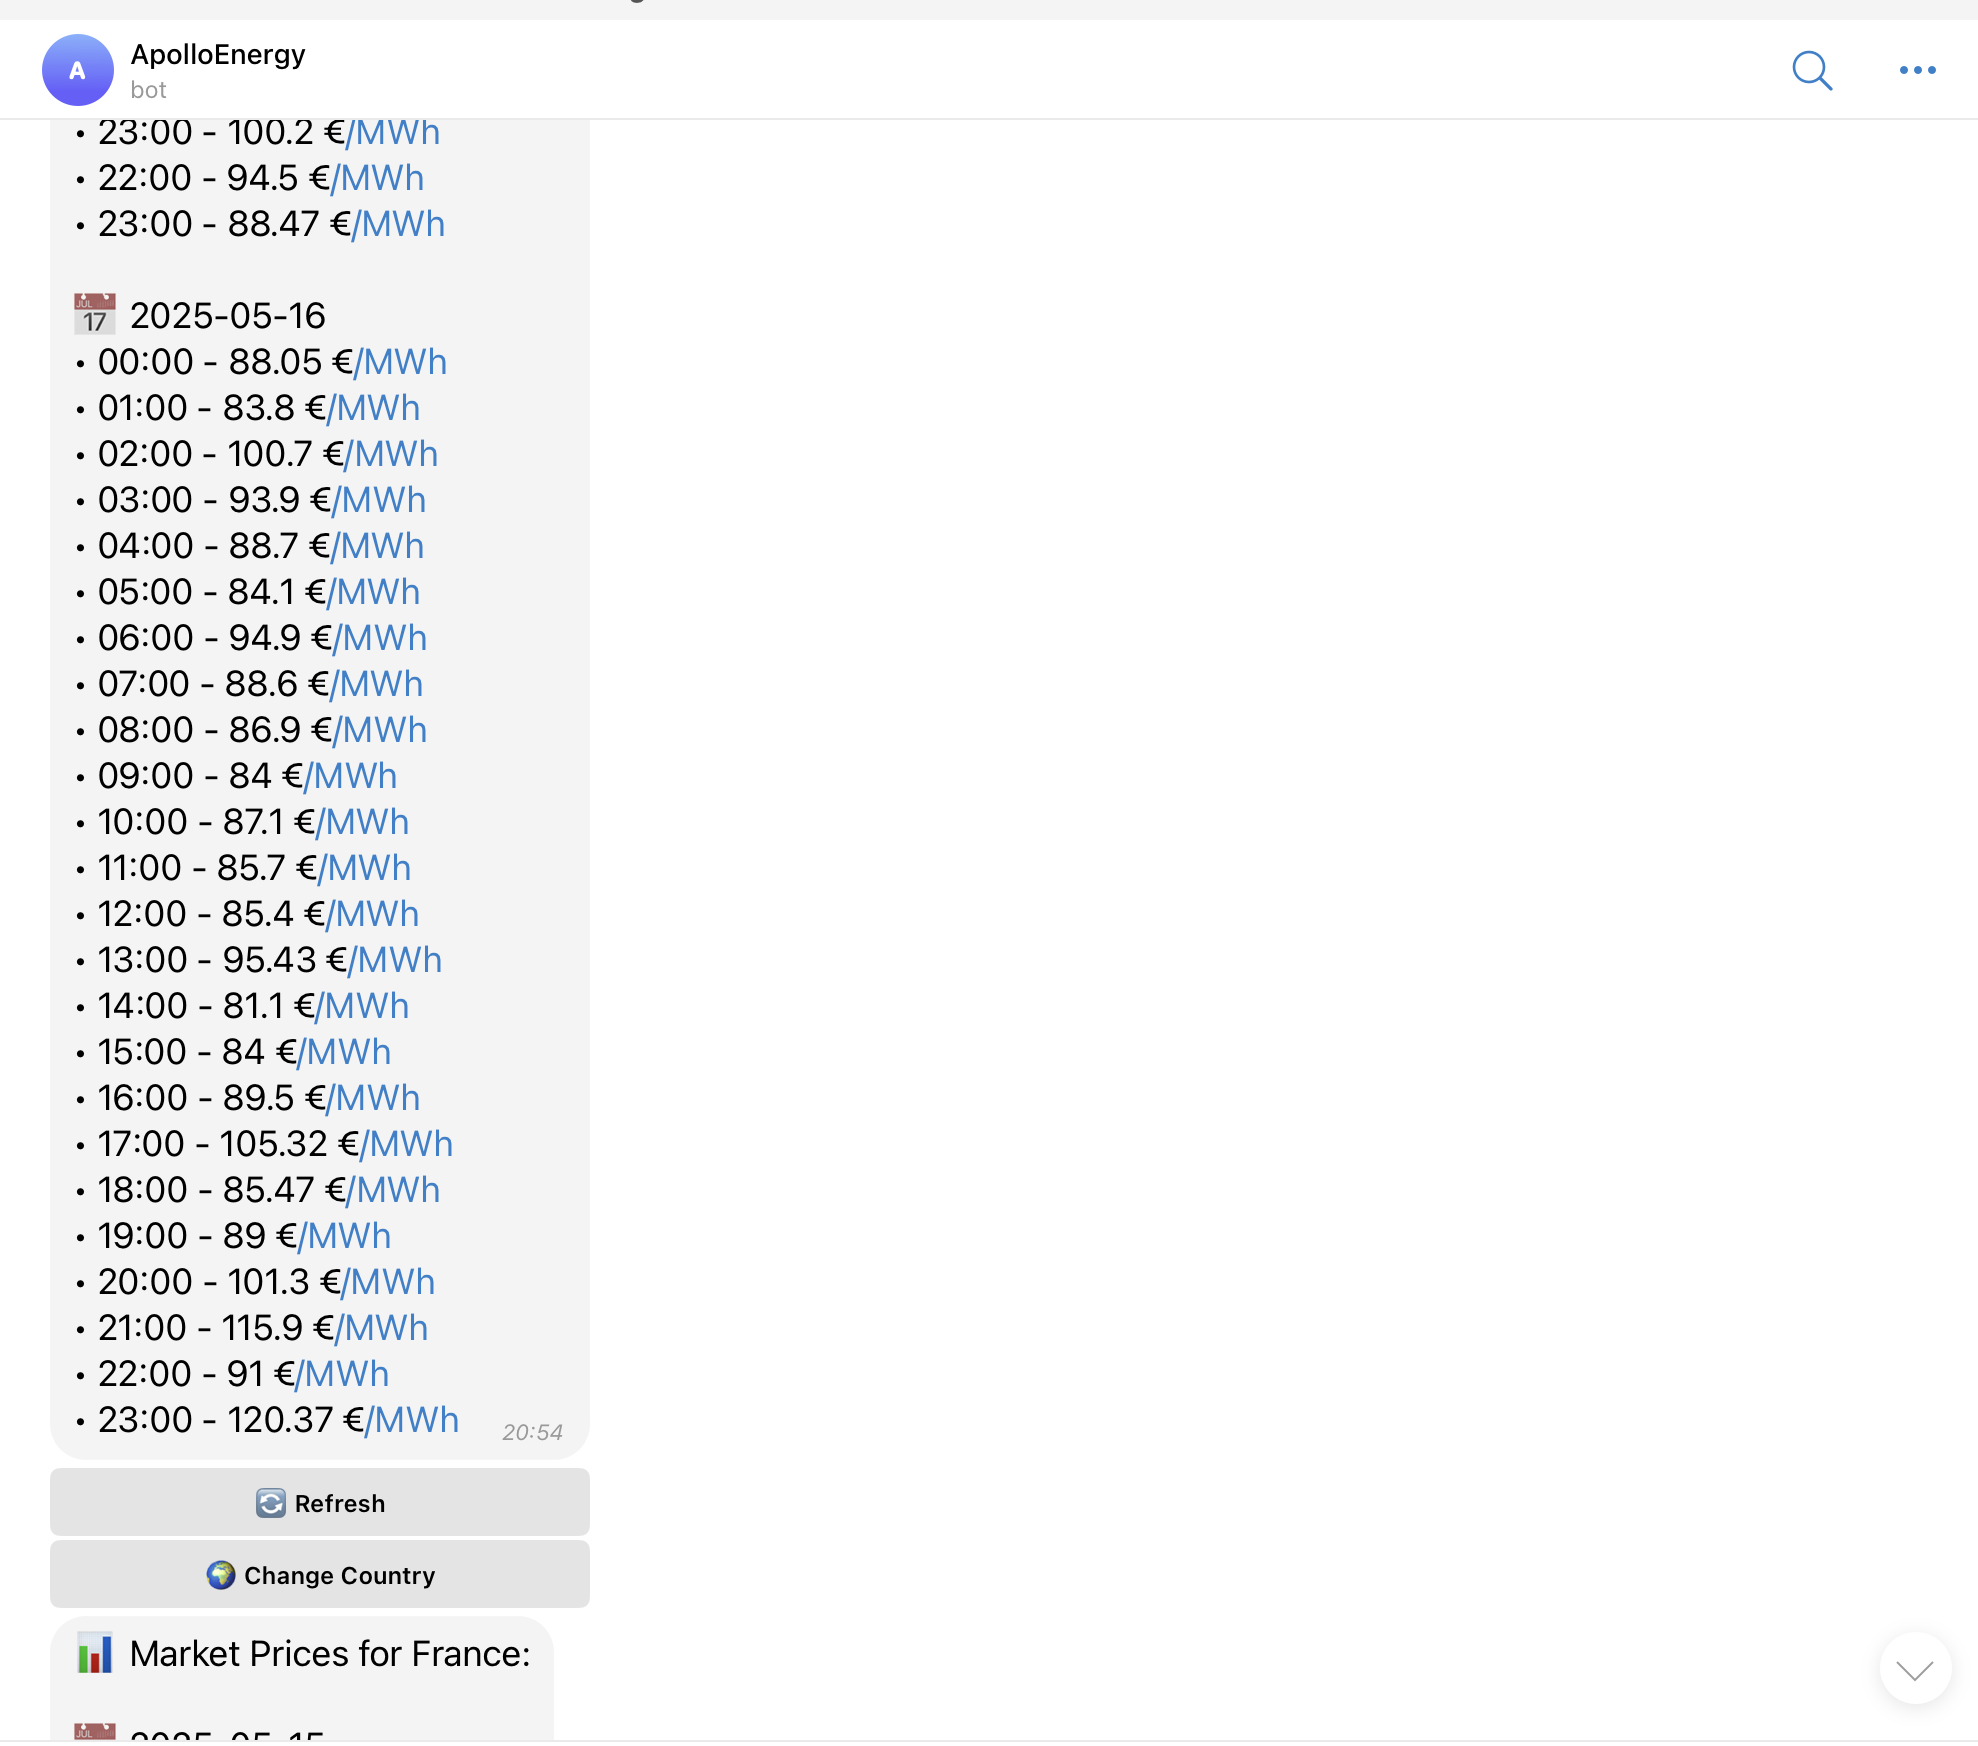 ApolloEnergy
A
bot
• 23:00 - 100.2 €/MWh
• 22:00 - 94.5 €/MWh
• 23:00 - 88.47 €/MWh
JUL
17
2025-05-16
• 00:00 - 88.05 €/MWh
• 01:00 - 83.8 €/MWh
• 02:00 - 100.7 €/MWh
• 03:00 - 93.9 €/MWh
• 04:00 - 88.7 €/MWh
• 05:00 - 84.1 €/MWh
• 06:00 - 94.9 €/MWh
• 07:00 - 88.6 €/MWh
• 08:00 - 86.9 €/MWh
• 09:00 - 84 €/MWh
• 10:00 - 87.1 €/MWh
• 11:00 - 85.7 €/MWh
• 12:00 - 85.4 €/MWh
• 13:00 - 95.43 €/MWh
• 14:00 - 81.1 €/MWh
• 15:00 - 84 €/MWh
• 16:00 - 89.5 €/MWh
• 17:00 - 105.32 €/MWh
• 18:00 - 85.47 €/MWh
• 19:00 - 89 €/MWh
• 20:00 - 101.3 €/MWh
• 21:00 - 115.9 €/MWh
• 22:00 - 91 €/MWh
• 23:00 - 120.37 €/MWh
20:54
Refresh
Change Country
Market Prices for France:
JUL
2025-05-15